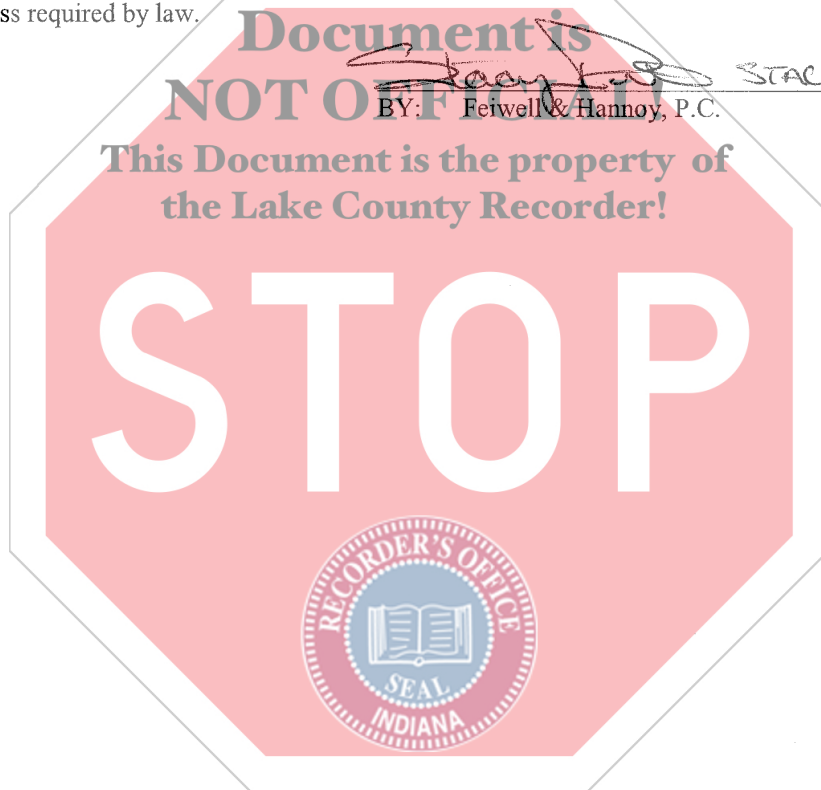 ss required by law.
Document is
STAC
NOT OFFICIAL!
BY: Feiwell & Hannoy, P.C.
This Document is the property of
the Lake County Recorder!
STOP
RECORDER'S OFFICE
SEAL
INDIANA